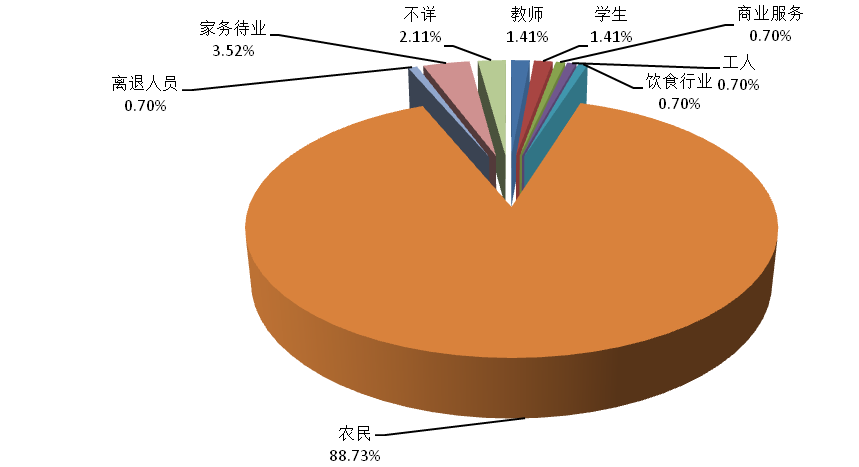 不详
2.11%
教师
1.41%
学生
1.41%
商业服务
0.70%
家务待业
3.52%
工人
0.70%
饮食行业
0.70%
离退人员
0.70%
农民
88.73%